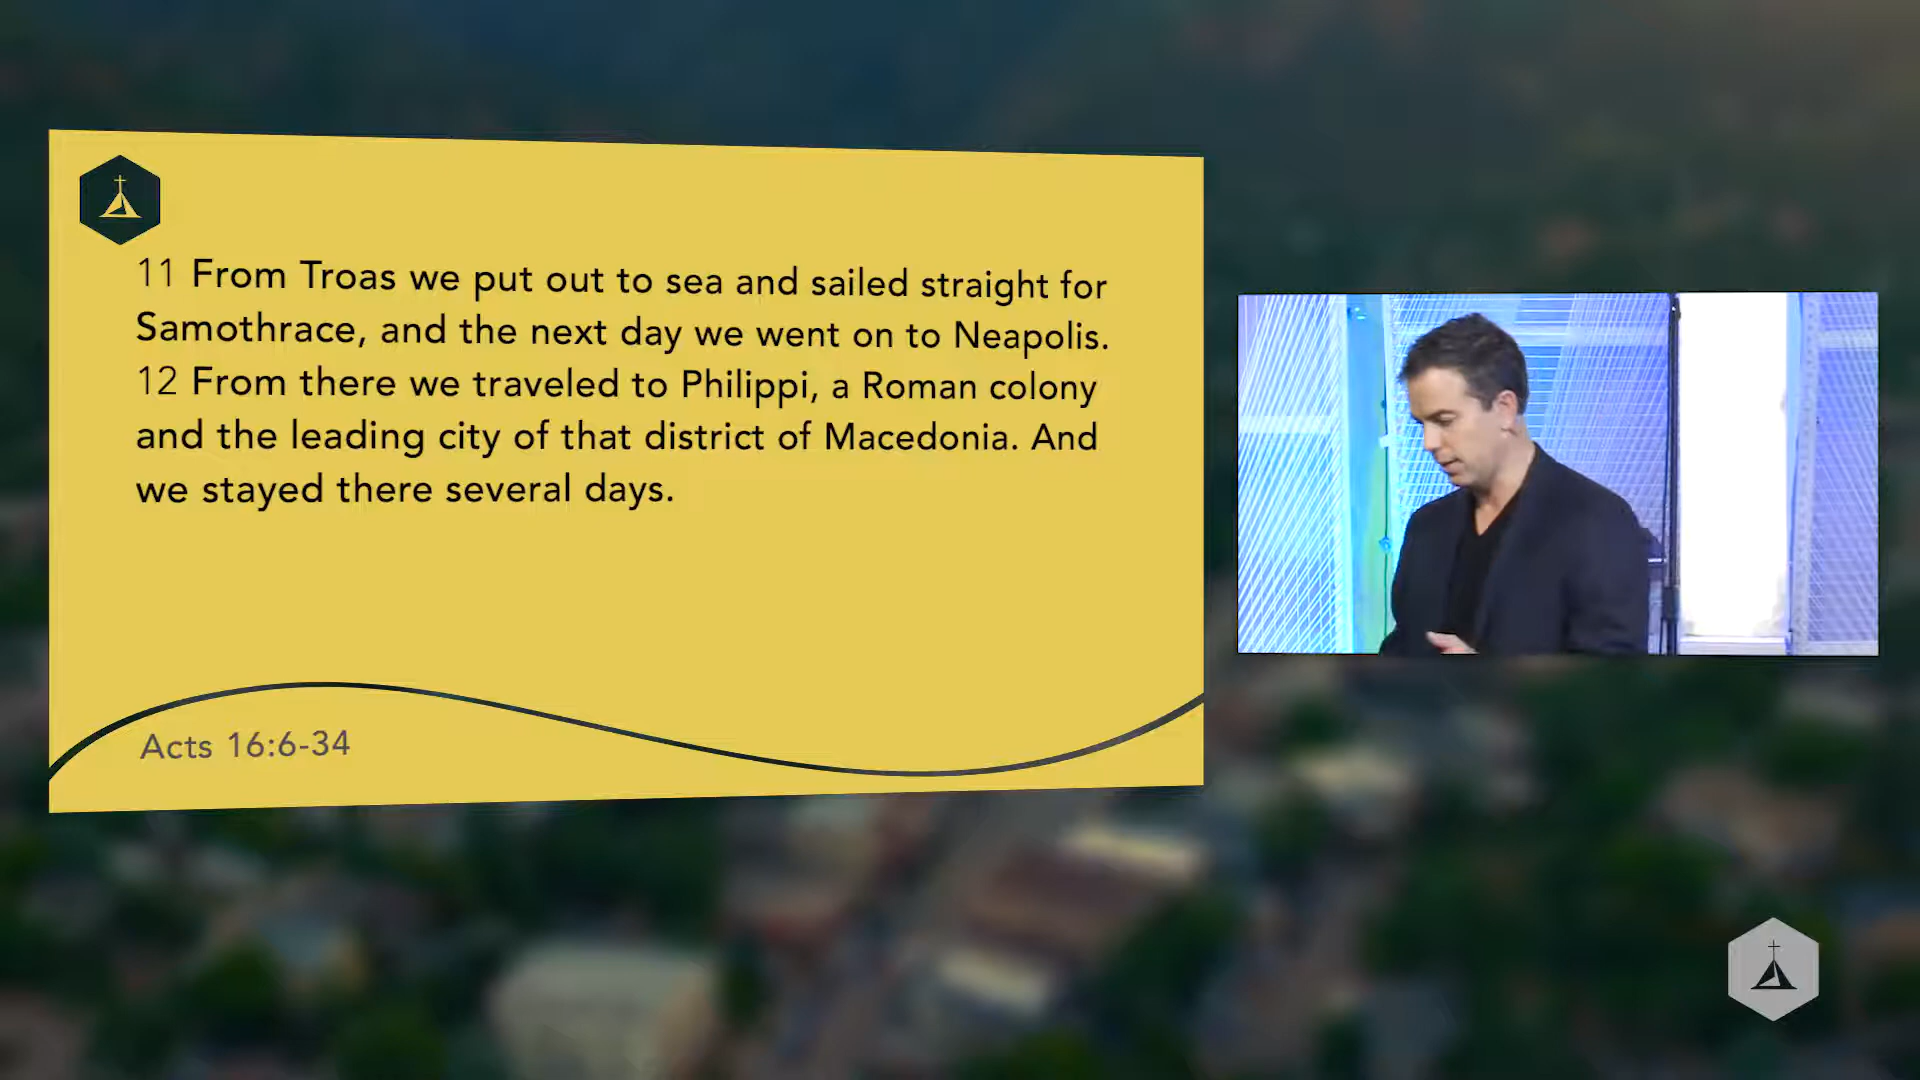 11 From Troas we put out to sea and sailed straight for
Samothrace, and the next day we went on to Neapolis.
12 From there we traveled to Philippi, a Roman colony
and the leading city of that district of Macedonia. And
we stayed there several days.
Acts 16:6-34